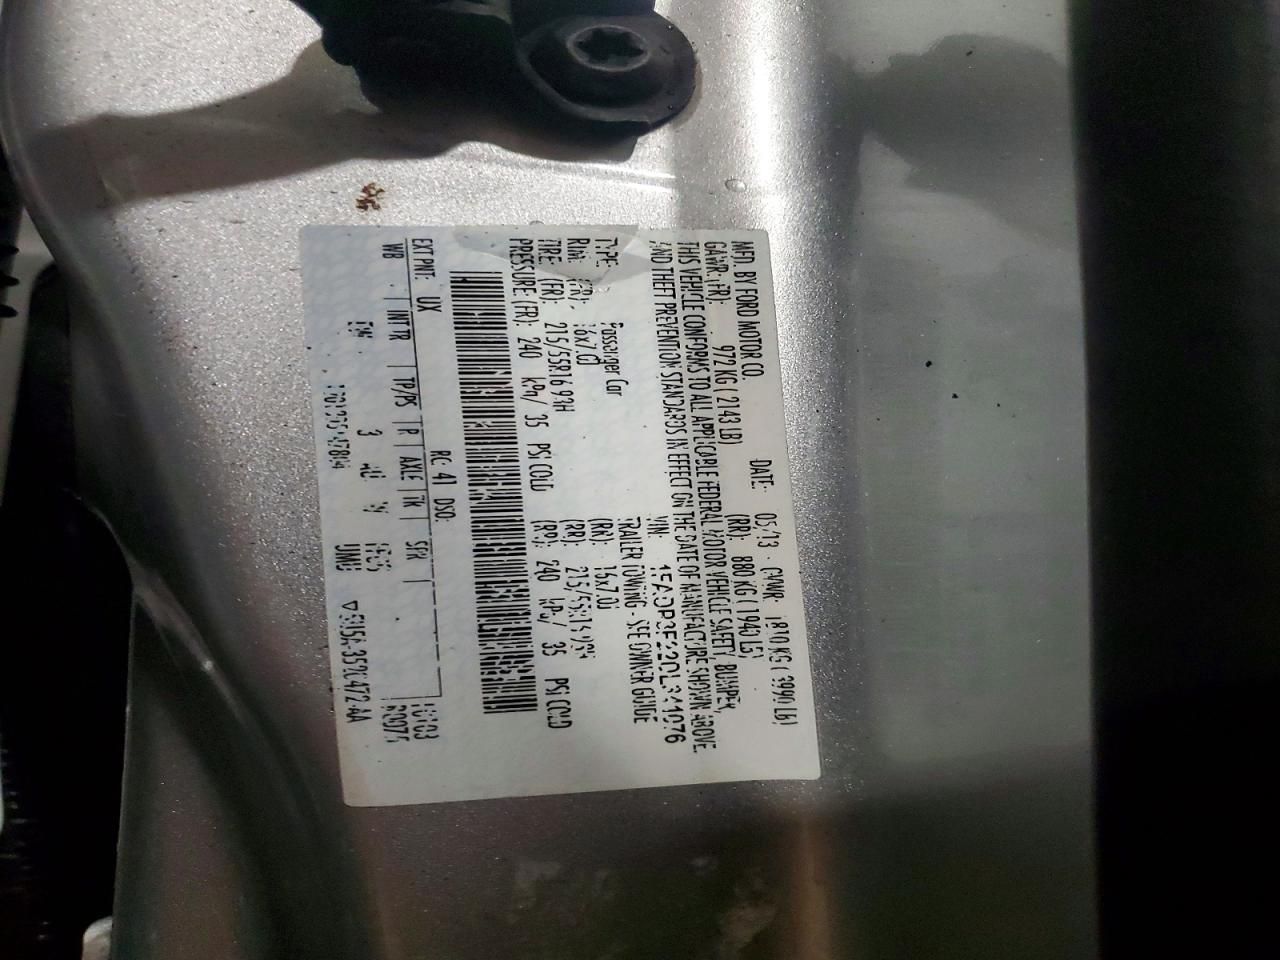 MFD. BY FORD MOTOR CO.
DATE: 05/13 GVWR: 1810 KG ( 3990 LB)
GAWR: (FR): 972 KG ( 2143 LB) (RR): 880 KG ( 1940 LB)
THIS VEHICLE CONFORMS TO ALL APPLICABLE FEDERAL MOTOR VEHICLE SAFETY, BUMPER,
AND THEFT PREVENTION STANDARDS IN EFFECT ON THE DATE OF MANUFACTURE SHOWN ABOVE.
VIN:
TYPE: Passenger Car TRAILER TOWING - SEE OWNER GUIDE
RIM: (FR): 16x7.0J (RR): 16x7.0J
TIRE: (FR): 215/55R16 93H (RR): 215/55R16 93H
PRESSURE: (FR): 240 kPa/ 35 PSI COLD (RR): 240 kPa/ 35 PSI COLD
RC: 41 DSO:
EXT PNT: UX
WB INT TR TP/PS R AXLE TR SPR
3